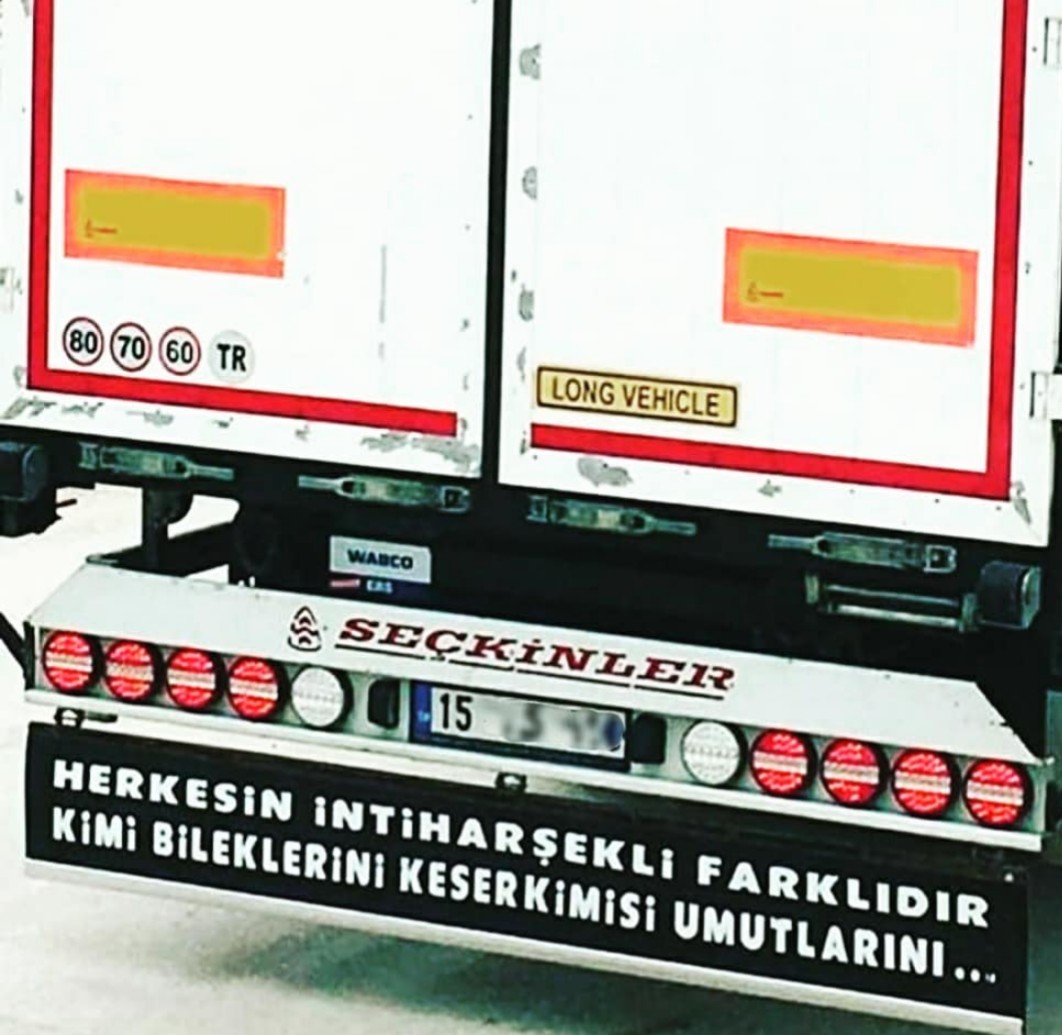 80 70 60 TR
LONG VEHICLE
WABCO
EBS
SEÇKİNLER
15
HERKESİN İNTİHARŞEKLİ FARKLIDIR
KİMİ BİLEKLERİNİ KESERKİMİSİ UMUTLARINI...